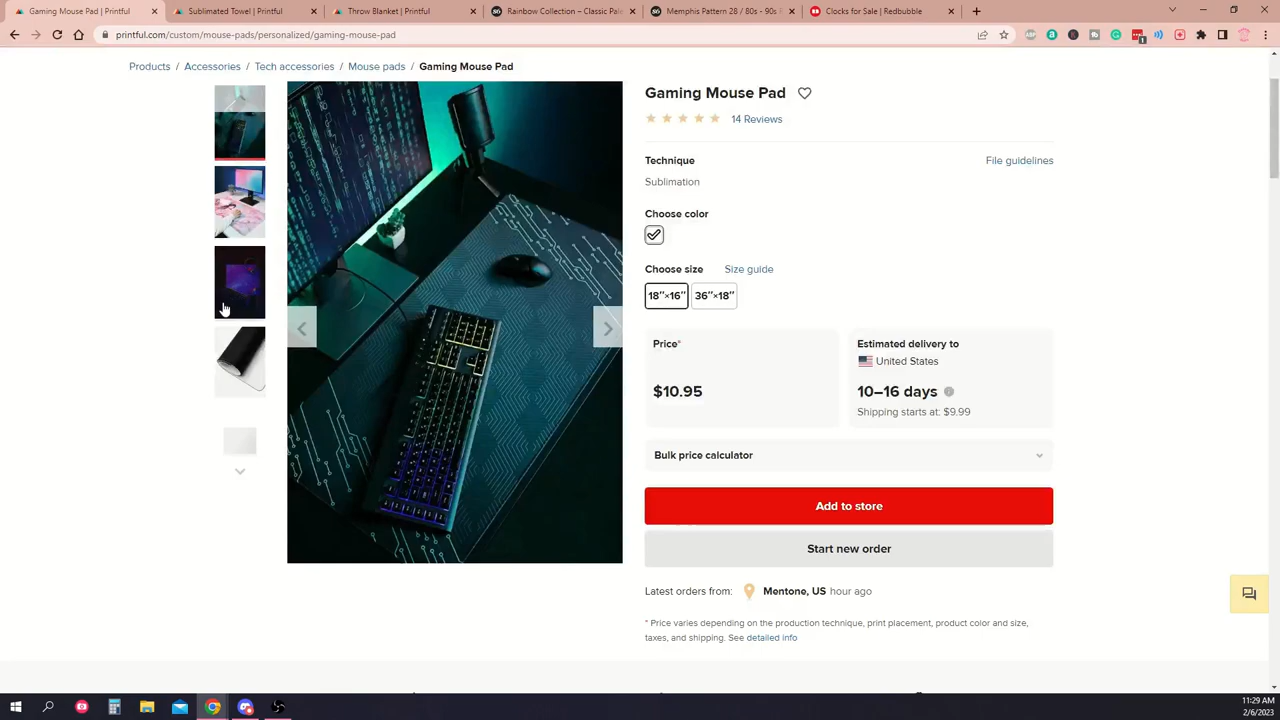 Gaming Mouse Pad | Printful
Sublimated Towel | Printful
Throw Blanket | Printful
Rainbow Collection – Classic Pale
Memphis Pattern 28 / 80s - 90s
Clocks for Sale | Redbubble
printful.com/custom/mouse-pads/personalized/gaming-mouse-pad
Products / Accessories / Tech accessories / Mouse pads / Gaming Mouse Pad
Gaming Mouse Pad
14 Reviews
Technique
File guidelines
Sublimation
Choose color
Choose size
Size guide
18″×16″
36″×18″
Price*
$10.95
Estimated delivery to
United States
10–16 days
Shipping starts at: $9.99
Bulk price calculator
Add to store
Start new order
Latest orders from:
Mentone, US hour ago
* Price varies depending on the production technique, print placement, product color and size,
taxes, and shipping. See detailed info
11:29 AM
2/6/2023